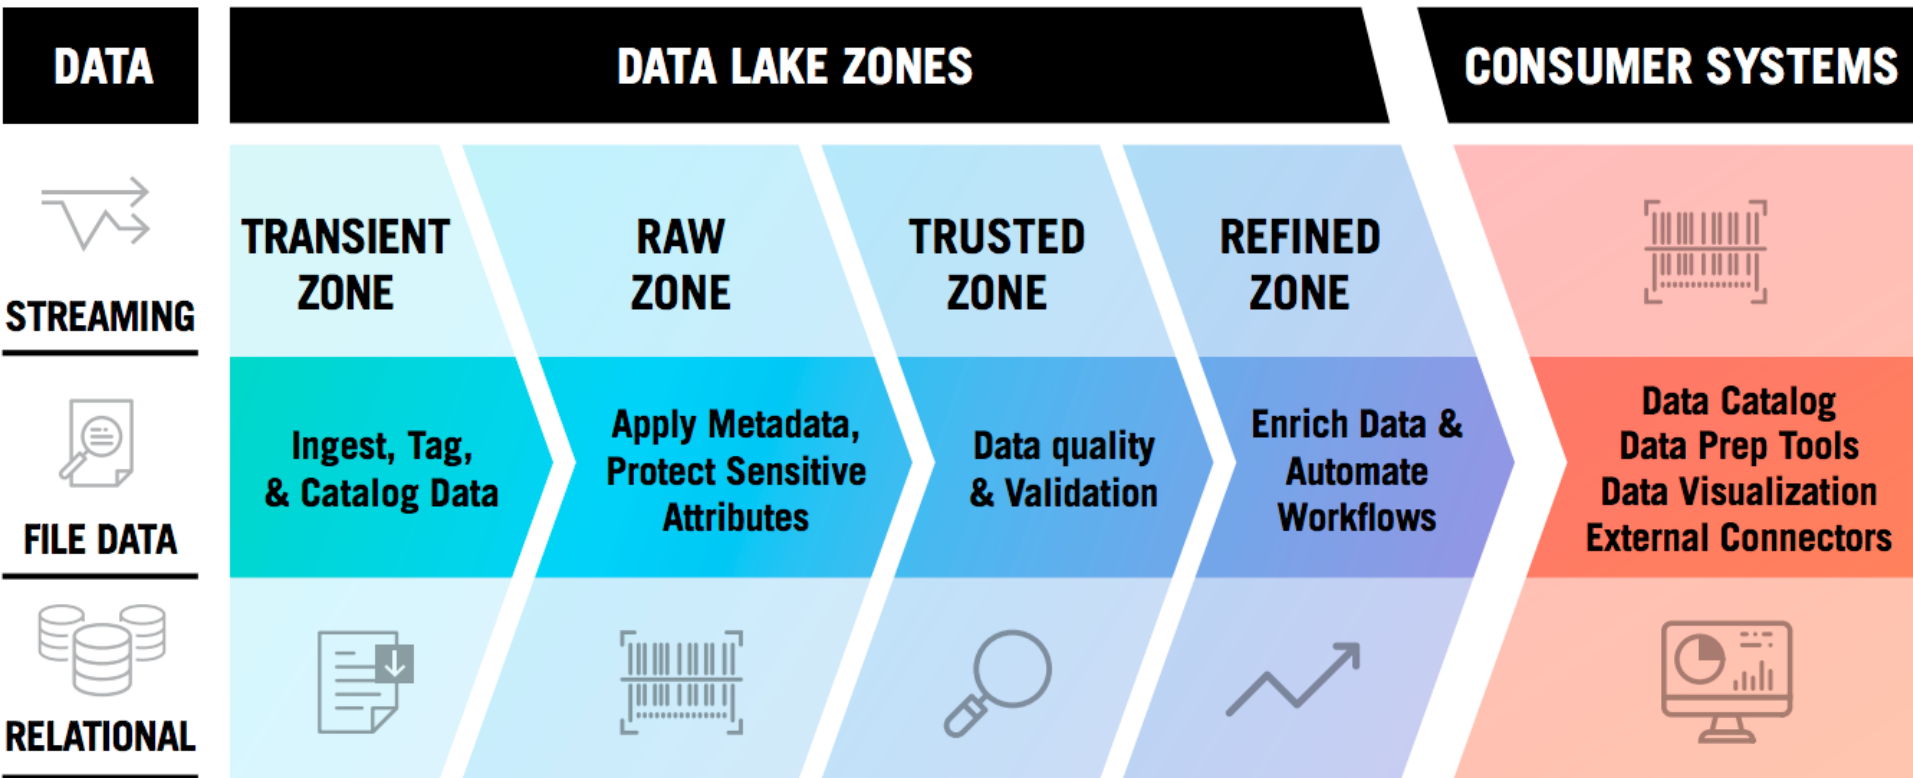 DATA
DATA LAKE ZONES
CONSUMER SYSTEMS
STREAMING
FILE DATA
RELATIONAL
TRANSIENT
ZONE
Ingest, Tag,
& Catalog Data
RAW
ZONE
Apply Metadata,
Protect Sensitive
Attributes
TRUSTED
ZONE
Data quality
& Validation
REFINED
ZONE
Enrich Data &
Automate
Workflows
Data Catalog
Data Prep Tools
Data Visualization
External Connectors